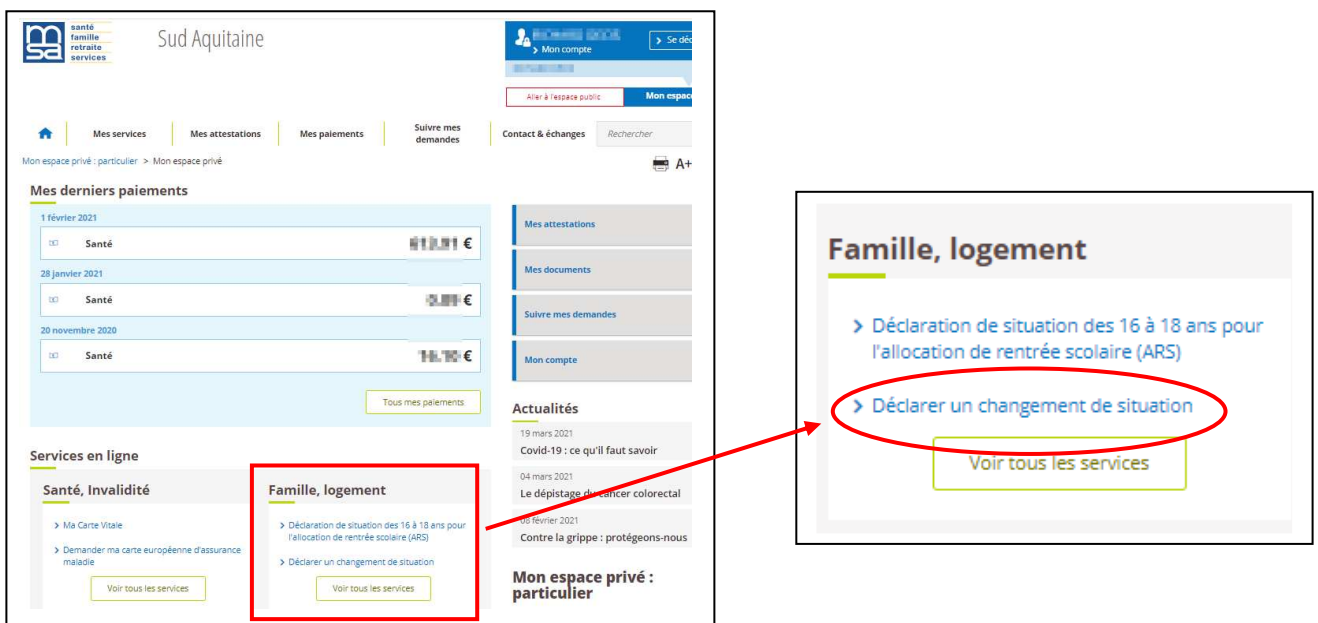 santé
famille
retraite
services
msa
Sud Aquitaine
> Mon compte
> Se déc
Aller à l'espace public
Mon espac
Mes services
Mes attestations
Mes paiements
Suivre mes
demandes
Contact & échanges
Rechercher
Mon espace privé : particulier > Mon espace privé
A+
Mes derniers paiements
1 février 2021
Santé €
28 janvier 2021
Santé €
20 novembre 2020
Santé €
Tous mes paiements
Mes attestations
Mes documents
Suivre mes demandes
Mon compte
Actualités
19 mars 2021
Covid-19 : ce qu'il faut savoir
04 mars 2021
Le dépistage du cancer colorectal
08 février 2021
Contre la grippe : protégeons-nous
Mon espace privé :
particulier
Services en ligne
Santé, Invalidité
> Ma Carte Vitale
> Demander ma carte européenne d'assurance
maladie
Voir tous les services
Famille, logement
> Déclaration de situation des 16 à 18 ans pour
l'allocation de rentrée scolaire (ARS)
> Déclarer un changement de situation
Voir tous les services
Famille, logement
> Déclaration de situation des 16 à 18 ans pour
l'allocation de rentrée scolaire (ARS)
> Déclarer un changement de situation
Voir tous les services